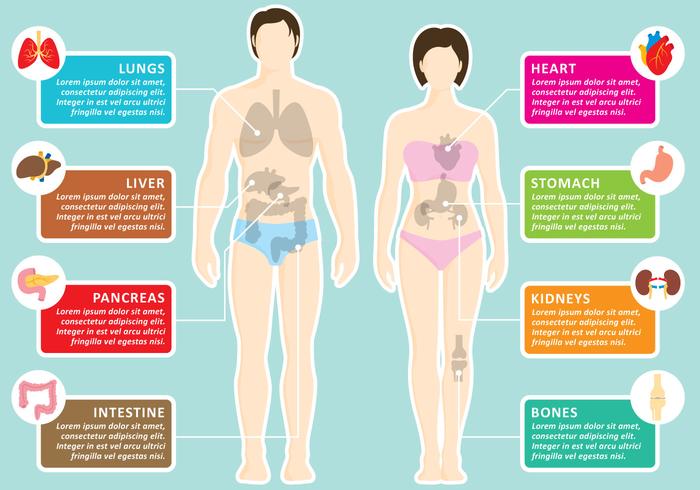 LUNGS
Lorem ipsum dolor sit amet,
consectetur adipiscing elit.
Integer in est vel arcu ultrici
fringilla vel egestas nisi.
LIVER
Lorem ipsum dolor sit amet,
consectetur adipiscing elit.
Integer in est vel arcu ultrici
fringilla vel egestas nisi.
PANCREAS
Lorem ipsum dolor sit amet,
consectetur adipiscing elit.
Integer in est vel arcu ultrici
fringilla vel egestas nisi.
INTESTINE
Lorem ipsum dolor sit amet,
consectetur adipiscing elit.
Integer in est vel arcu ultrici
fringilla vel egestas nisi.
HEART
Lorem ipsum dolor sit amet,
consectetur adipiscing elit.
Integer in est vel arcu ultrici
fringilla vel egestas nisi.
STOMACH
Lorem ipsum dolor sit amet,
consectetur adipiscing elit.
Integer in est vel arcu ultrici
fringilla vel egestas nisi.
KIDNEYS
Lorem ipsum dolor sit amet,
consectetur adipiscing elit.
Integer in est vel arcu ultrici
fringilla vel egestas nisi.
BONES
Lorem ipsum dolor sit amet,
consectetur adipiscing elit.
Integer in est vel arcu ultrici
fringilla vel egestas nisi.